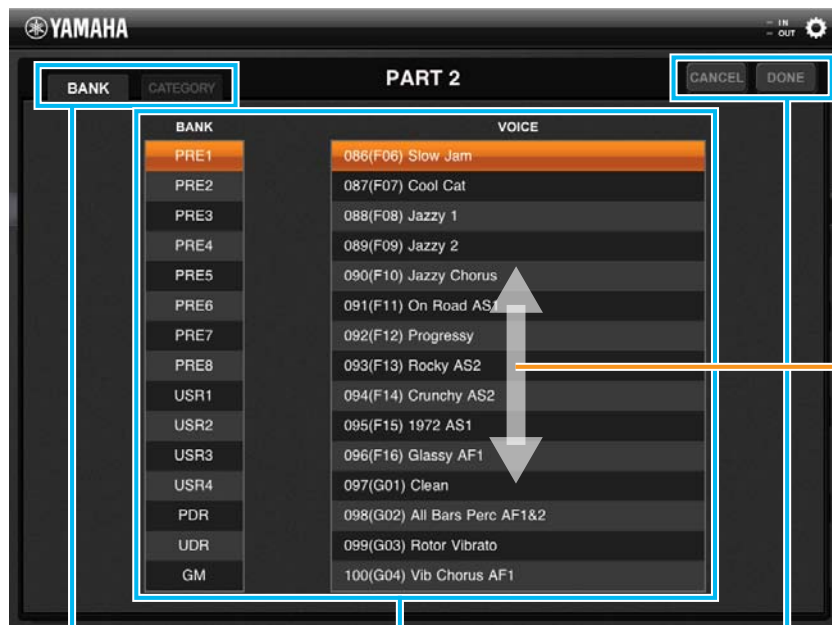 YAMAHA
IN
OUT
BANK CATEGORY PART 2 CANCEL DONE
BANK VOICE
PRE1 086(F06) Slow Jam
PRE2 087(F07) Cool Cat
PRE3 088(F08) Jazzy 1
PRE4 089(F09) Jazzy 2
PRE5 090(F10) Jazzy Chorus
PRE6 091(F11) On Road AS1
PRE7 092(F12) Progressy
PRE8 093(F13) Rocky AS2
USR1 094(F14) Crunchy AS2
USR2 095(F15) 1972 AS1
USR3 096(F16) Glassy AF1
USR4 097(G01) Clean
PDR 098(G02) All Bars Perc AF1&2
UDR 099(G03) Rotor Vibrato
GM 100(G04) Vib Chorus AF1